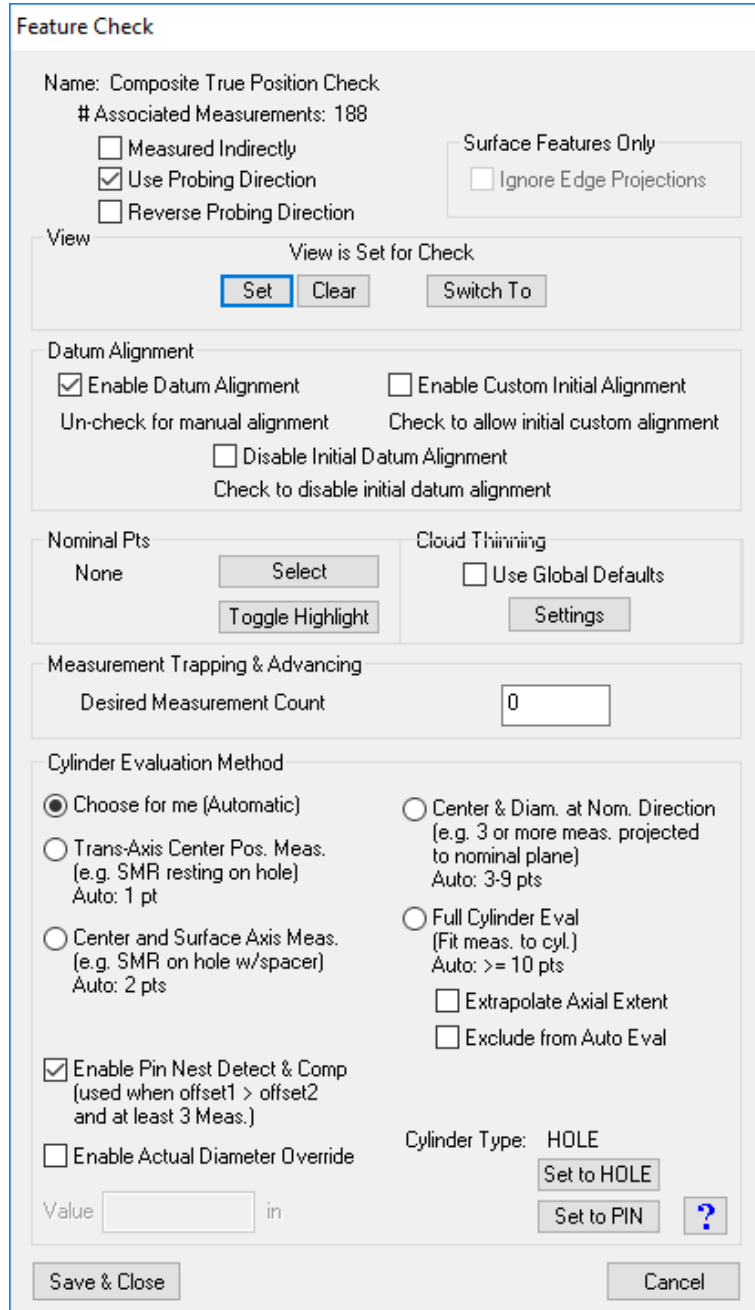 Feature Check
Name: Composite True Position Check
# Associated Measurements: 188
Measured Indirectly
Use Probing Direction
Reverse Probing Direction
Surface Features Only
Ignore Edge Projections
View
View is Set for Check
Set
Clear
Switch To
Datum Alignment
Enable Datum Alignment
Un-check for manual alignment
Enable Custom Initial Alignment
Check to allow initial custom alignment
Disable Initial Datum Alignment
Check to disable initial datum alignment
Nominal Pts
None
Select
Toggle Highlight
Cloud Thinning
Use Global Defaults
Settings
Measurement Trapping & Advancing
Desired Measurement Count
0
Cylinder Evaluation Method
Choose for me (Automatic)
Trans-Axis Center Pos. Meas.
(e.g. SMR resting on hole)
Auto: 1 pt
Center and Surface Axis Meas.
(e.g. SMR on hole w/spacer)
Auto: 2 pts
Center & Diam. at Nom. Direction
(e.g. 3 or more meas. projected
to nominal plane)
Auto: 3-9 pts
Full Cylinder Eval
(Fit meas. to cyl.)
Auto: >= 10 pts
Extrapolate Axial Extent
Exclude from Auto Eval
Enable Pin Nest Detect & Comp
(used when offset1 > offset2
and at least 3 Meas.)
Enable Actual Diameter Override
Value
in
Cylinder Type: HOLE
Set to HOLE
Set to PIN
?
Save & Close
Cancel